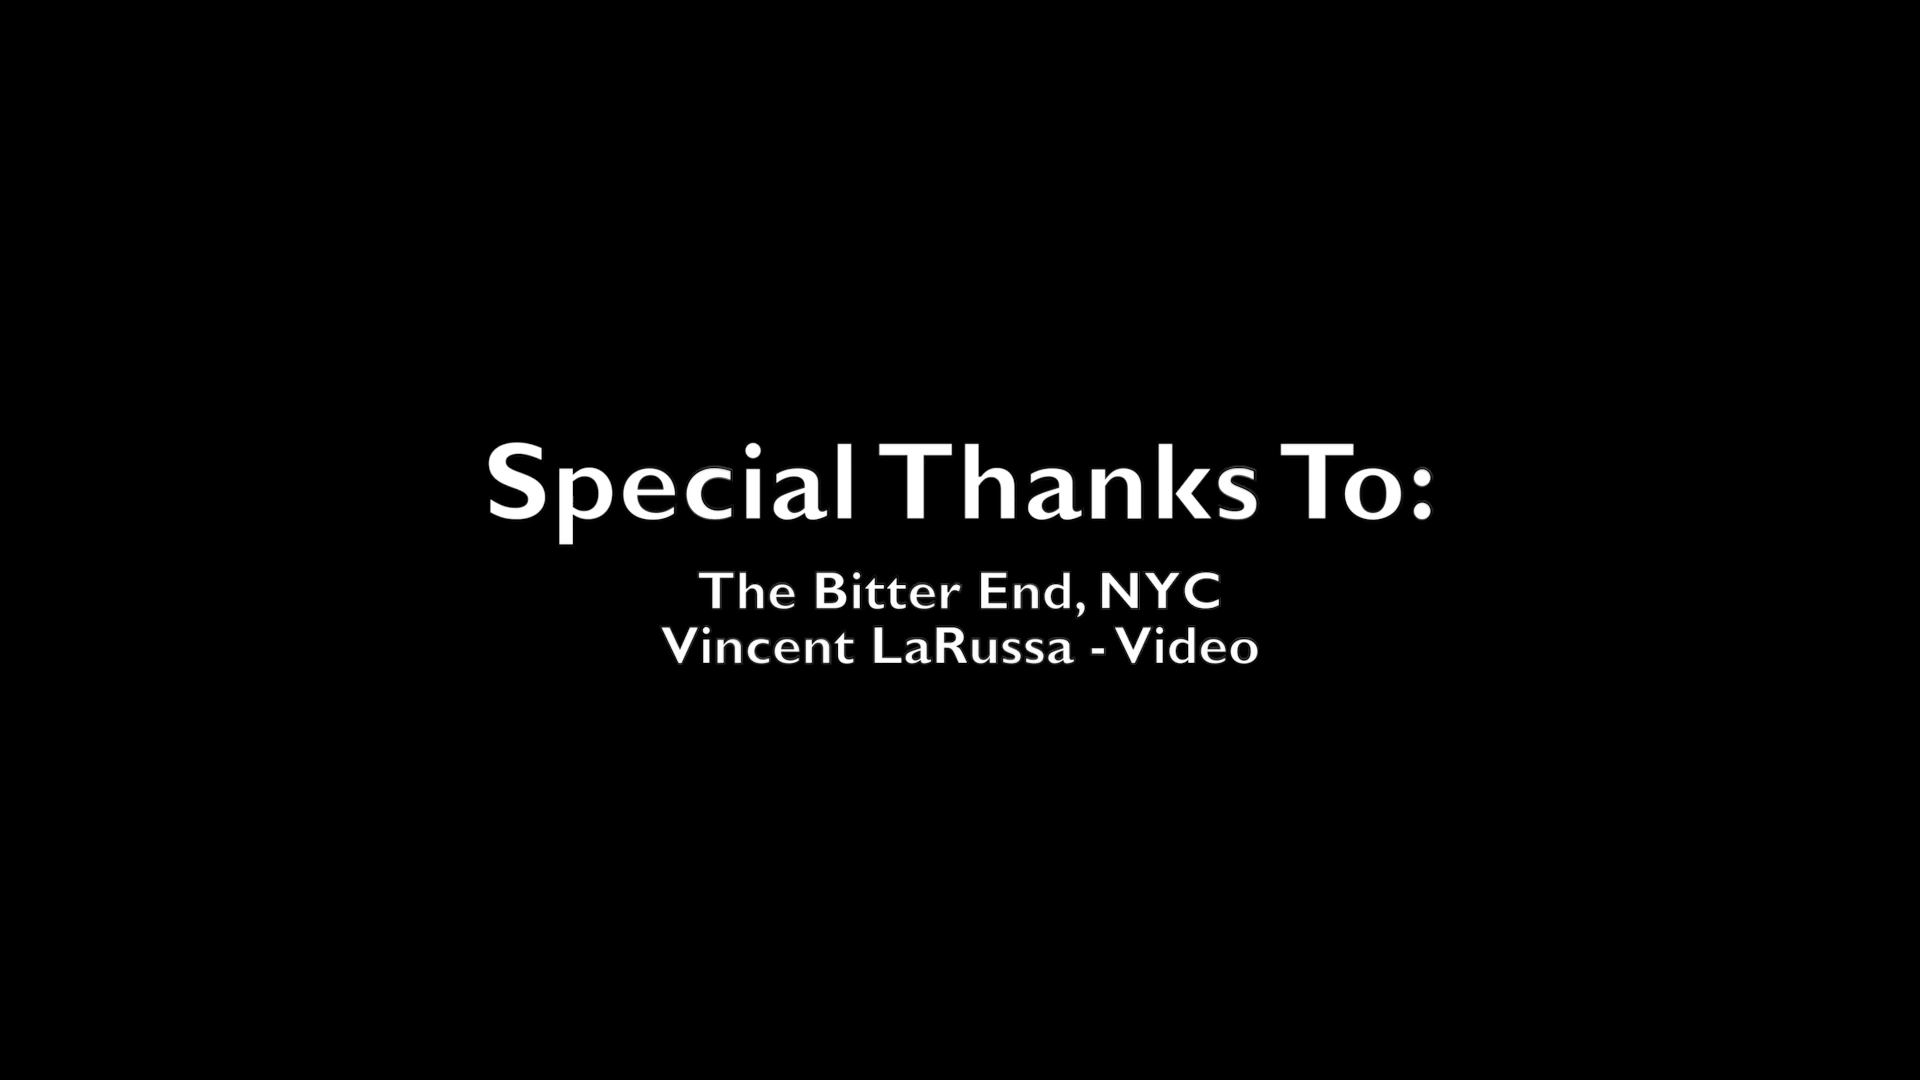 Special Thanks To:
The Bitter End, NYC
Vincent LaRussa - Video